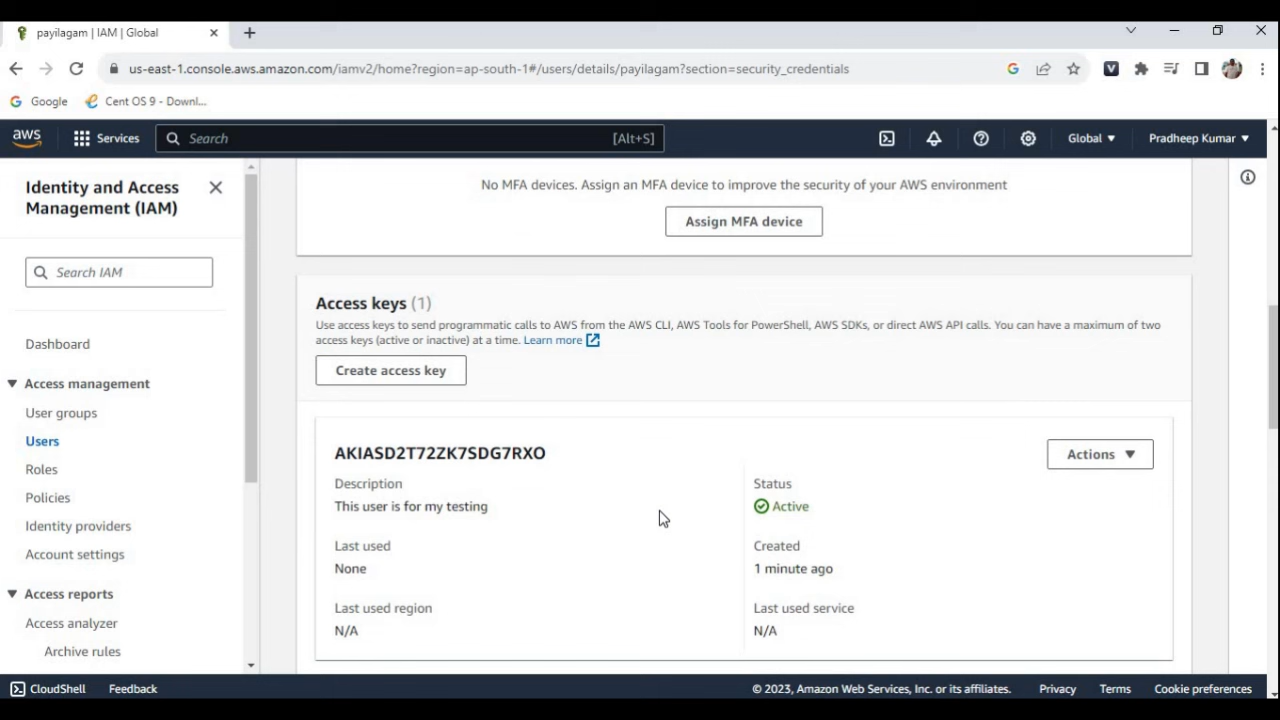 payilagam | IAM | Global
us-east-1.console.aws.amazon.com/iamv2/home?region=ap-south-1#/users/details/payilagam?section=security_credentials
Google
Cent OS 9 - Downl...
aws
Services
Search
[Alt+S]
Global
Pradheep Kumar
Identity and Access
Management (IAM)
Search IAM
Dashboard
Access management
User groups
Users
Roles
Policies
Identity providers
Account settings
Access reports
Access analyzer
Archive rules
No MFA devices. Assign an MFA device to improve the security of your AWS environment
Assign MFA device
Access keys (1)
Use access keys to send programmatic calls to AWS from the AWS CLI, AWS Tools for PowerShell, AWS SDKs, or direct AWS API calls. You can have a maximum of two
access keys (active or inactive) at a time. Learn more
Create access key
AKIASD2T72ZK7SDG7RXO
Actions
Description
This user is for my testing
Status
Active
Last used
None
Created
1 minute ago
Last used region
N/A
Last used service
N/A
CloudShell
Feedback
© 2023, Amazon Web Services, Inc. or its affiliates.
Privacy
Terms
Cookie preferences